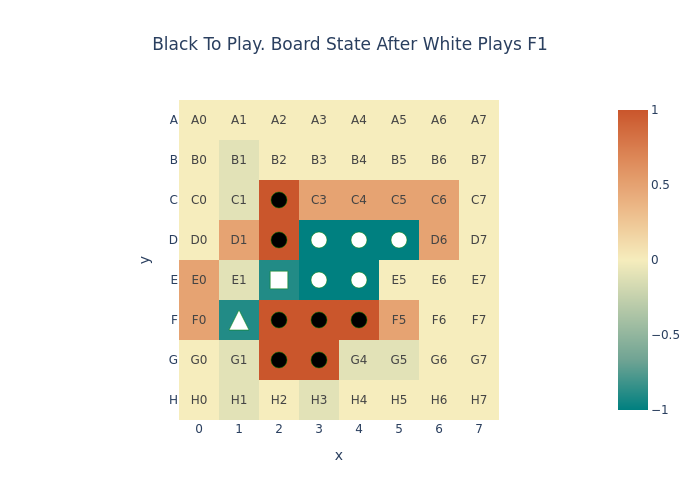 Black To Play. Board State After White Plays F1
A A0 A1 A2 A3 A4 A5 A6 A7
B B0 B1 B2 B3 B4 B5 B6 B7
C C0 C1 C3 C4 C5 C6 C7
D D0 D1 D6 D7
E E0 E1 E5 E6 E7
F F0 F5 F6 F7
G G0 G1 G4 G5 G6 G7
H H0 H1 H2 H3 H4 H5 H6 H7
0 1 2 3 4 5 6 7
x
y
1
0.5
0
−0.5
−1